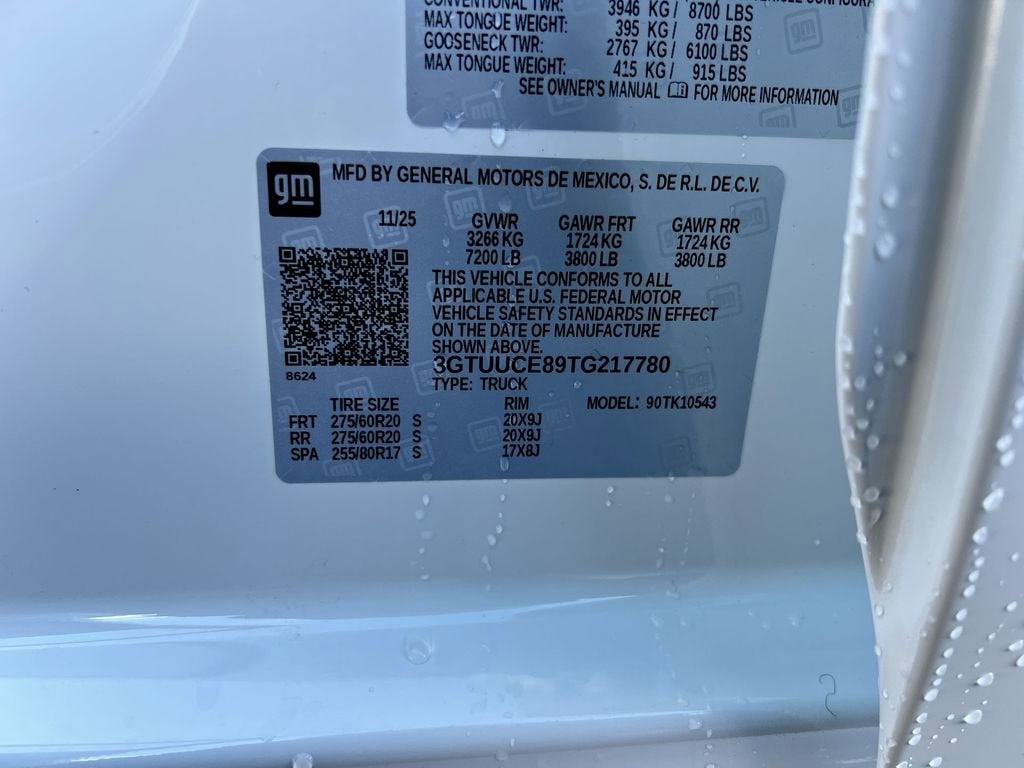 CONVENTIONAL TWR: 3946 KG / 8700 LBS
MAX TONGUE WEIGHT: 395 KG / 870 LBS
GOOSENECK TWR: 2767 KG / 6100 LBS
MAX TONGUE WEIGHT: 415 KG / 915 LBS
SEE OWNER'S MANUAL FOR MORE INFORMATION
gm MFD BY GENERAL MOTORS DE MEXICO, S. DE R.L. DE C.V.
11/25 GVWR GAWR FRT GAWR RR
3266 KG 1724 KG 1724 KG
7200 LB 3800 LB 3800 LB
THIS VEHICLE CONFORMS TO ALL
APPLICABLE U.S. FEDERAL MOTOR
VEHICLE SAFETY STANDARDS IN EFFECT
ON THE DATE OF MANUFACTURE
SHOWN ABOVE.
3GTUUCE89TG217780
8624
TYPE: TRUCK
TIRE SIZE RIM MODEL: 90TK10543
FRT 275/60R20 S 20X9J
RR 275/60R20 S 20X9J
SPA 255/80R17 S 17X8J